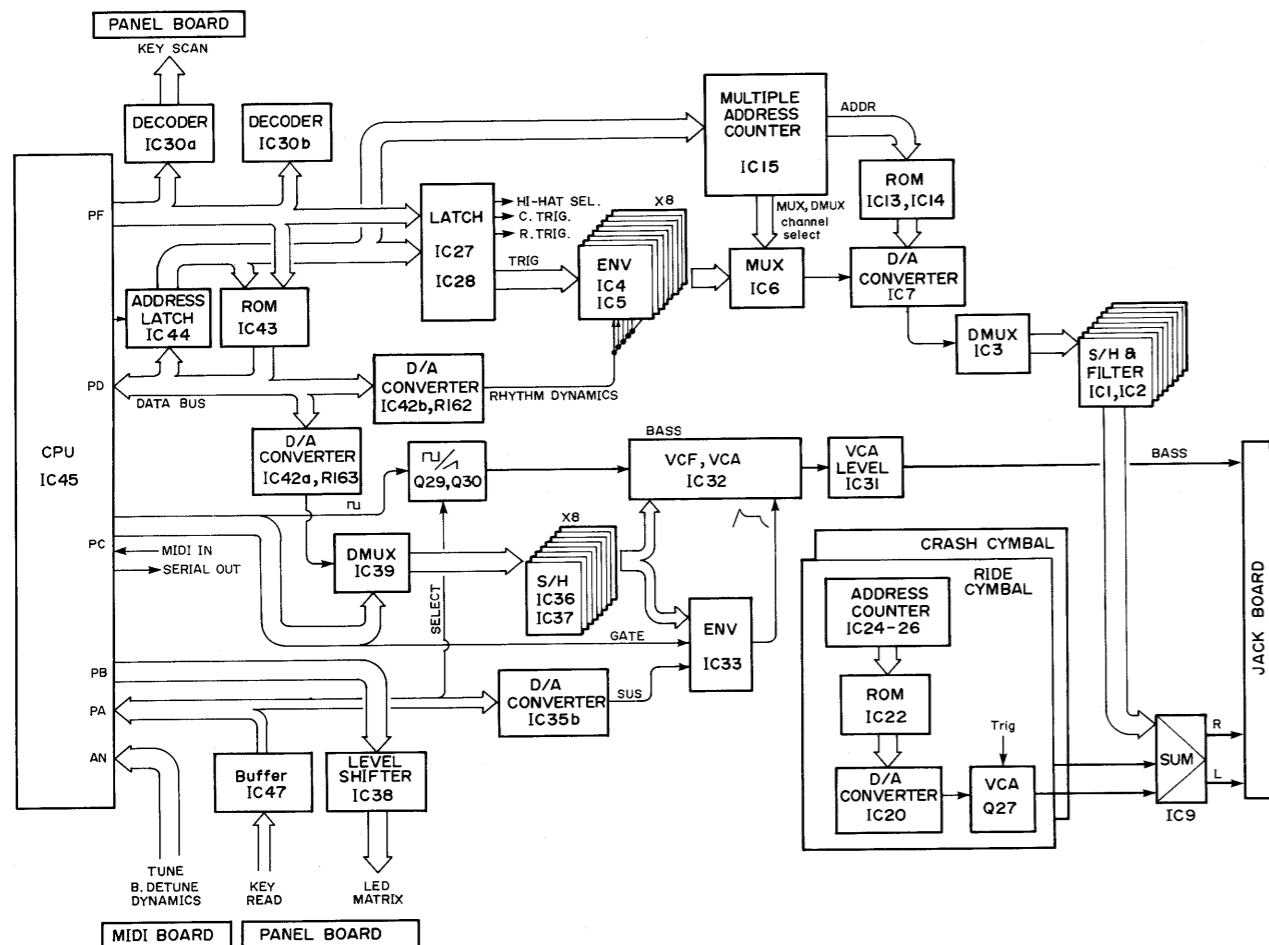 PANEL BOARD
KEY SCAN
DECODER
IC30a
DECODER
IC30b
MULTIPLE
ADDRESS
COUNTER
IC15
ADDR
ROM
IC13, IC14
CPU
IC45
PF
PD
PC
PB
PA
AN
LATCH
IC27
IC28
HI-HAT SEL.
C. TRIG.
R. TRIG.
TRIG
X8
ENV
IC4
IC5
MUX, DMUX
channel
select
MUX
IC6
D/A
CONVERTER
IC7
DMUX
IC3
S/H &
FILTER
IC1, IC2
ADDRESS
LATCH
IC44
ROM
IC43
DATA BUS
D/A
CONVERTER
IC42b, R162
RHYTHM DYNAMICS
D/A
CONVERTER
IC42a, R163
Q29, Q30
BASS
VCF, VCA
IC32
VCA
LEVEL
IC31
BASS
MIDI IN
SERIAL OUT
DMUX
IC39
X8
S/H
IC36
IC37
SELECT
GATE
ENV
IC33
D/A
CONVERTER
IC35b
SUS
CRASH CYMBAL
RIDE
CYMBAL
ADDRESS
COUNTER
IC24-26
ROM
IC22
D/A
CONVERTER
IC20
Trig
VCA
Q27
SUM
IC9
R
L
JACK BOARD
Buffer
IC47
LEVEL
SHIFTER
IC38
TUNE
B. DETUNE
DYNAMICS
KEY
READ
LED
MATRIX
MIDI BOARD
PANEL BOARD